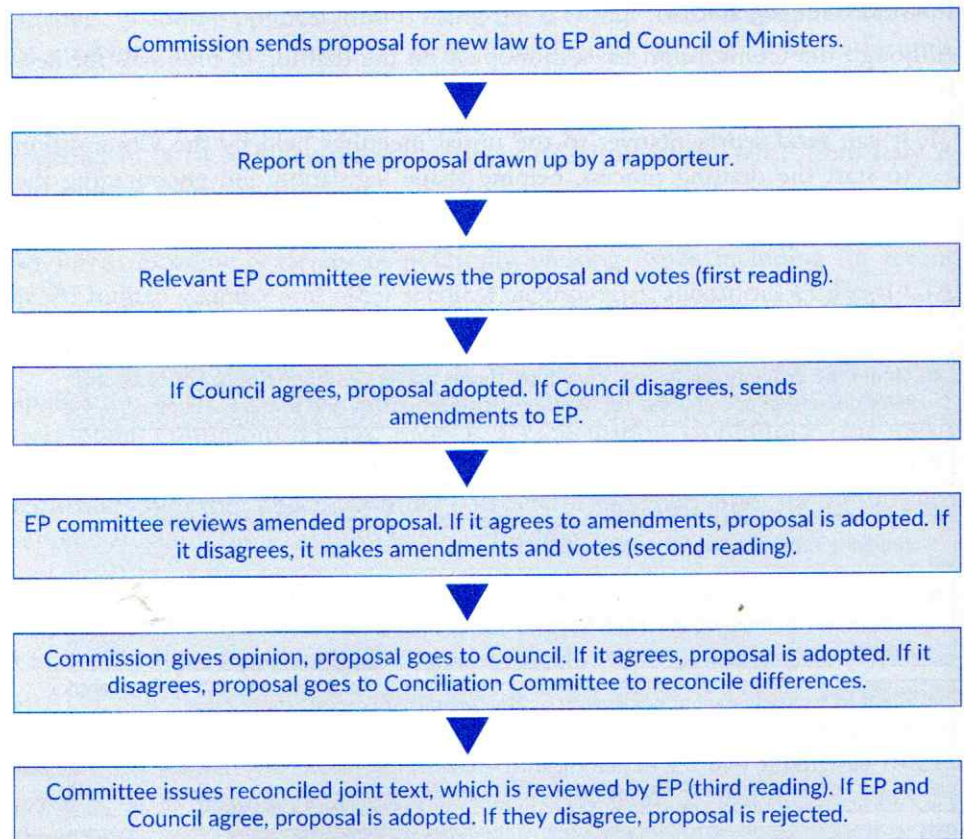 Commission sends proposal for new law to EP and Council of Ministers.
Report on the proposal drawn up by a rapporteur.
Relevant EP committee reviews the proposal and votes (first reading).
If Council agrees, proposal adopted. If Council disagrees, sends
amendments to EP.
EP committee reviews amended proposal. If it agrees to amendments, proposal is adopted. If
it disagrees, it makes amendments and votes (second reading).
Commission gives opinion, proposal goes to Council. If it agrees, proposal is adopted. If it
disagrees, proposal goes to Conciliation Committee to reconcile differences.
Committee issues reconciled joint text, which is reviewed by EP (third reading). If EP and
Council agree, proposal is adopted. If they disagree, proposal is rejected.